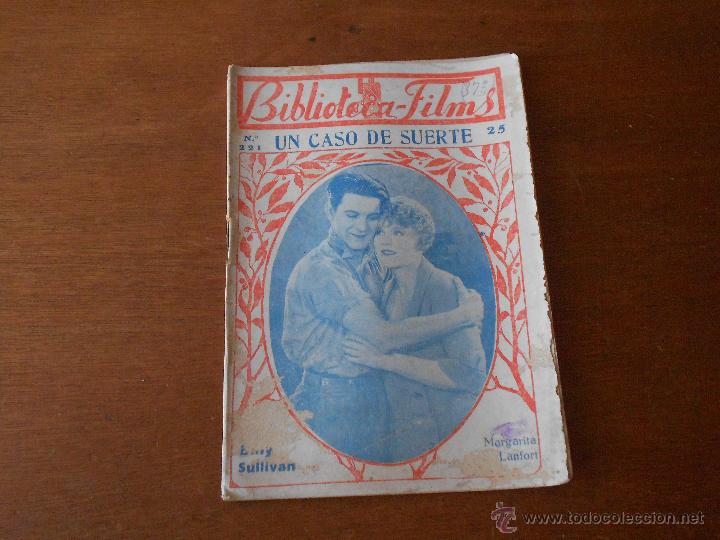 Biblioteca-Films
N.º 221 UN CASO DE SUERTE 25
Sullivan
Margarita
Lanfort
© www.todocoleccion.net